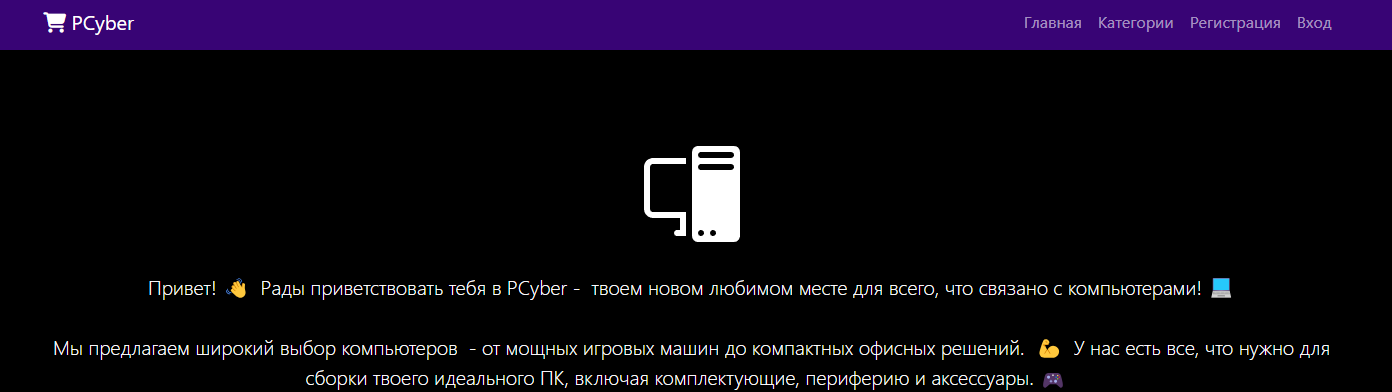 PCyber
Главная Категории Регистрация Вход
Привет! 👋 Рады приветствовать тебя в PCyber - твоем новом любимом месте для всего, что связано с компьютерами! 💻
Мы предлагаем широкий выбор компьютеров - от мощных игровых машин до компактных офисных решений. 💪 У нас есть все, что нужно для
сборки твоего идеального ПК, включая комплектующие, периферию и аксессуары. 🎮